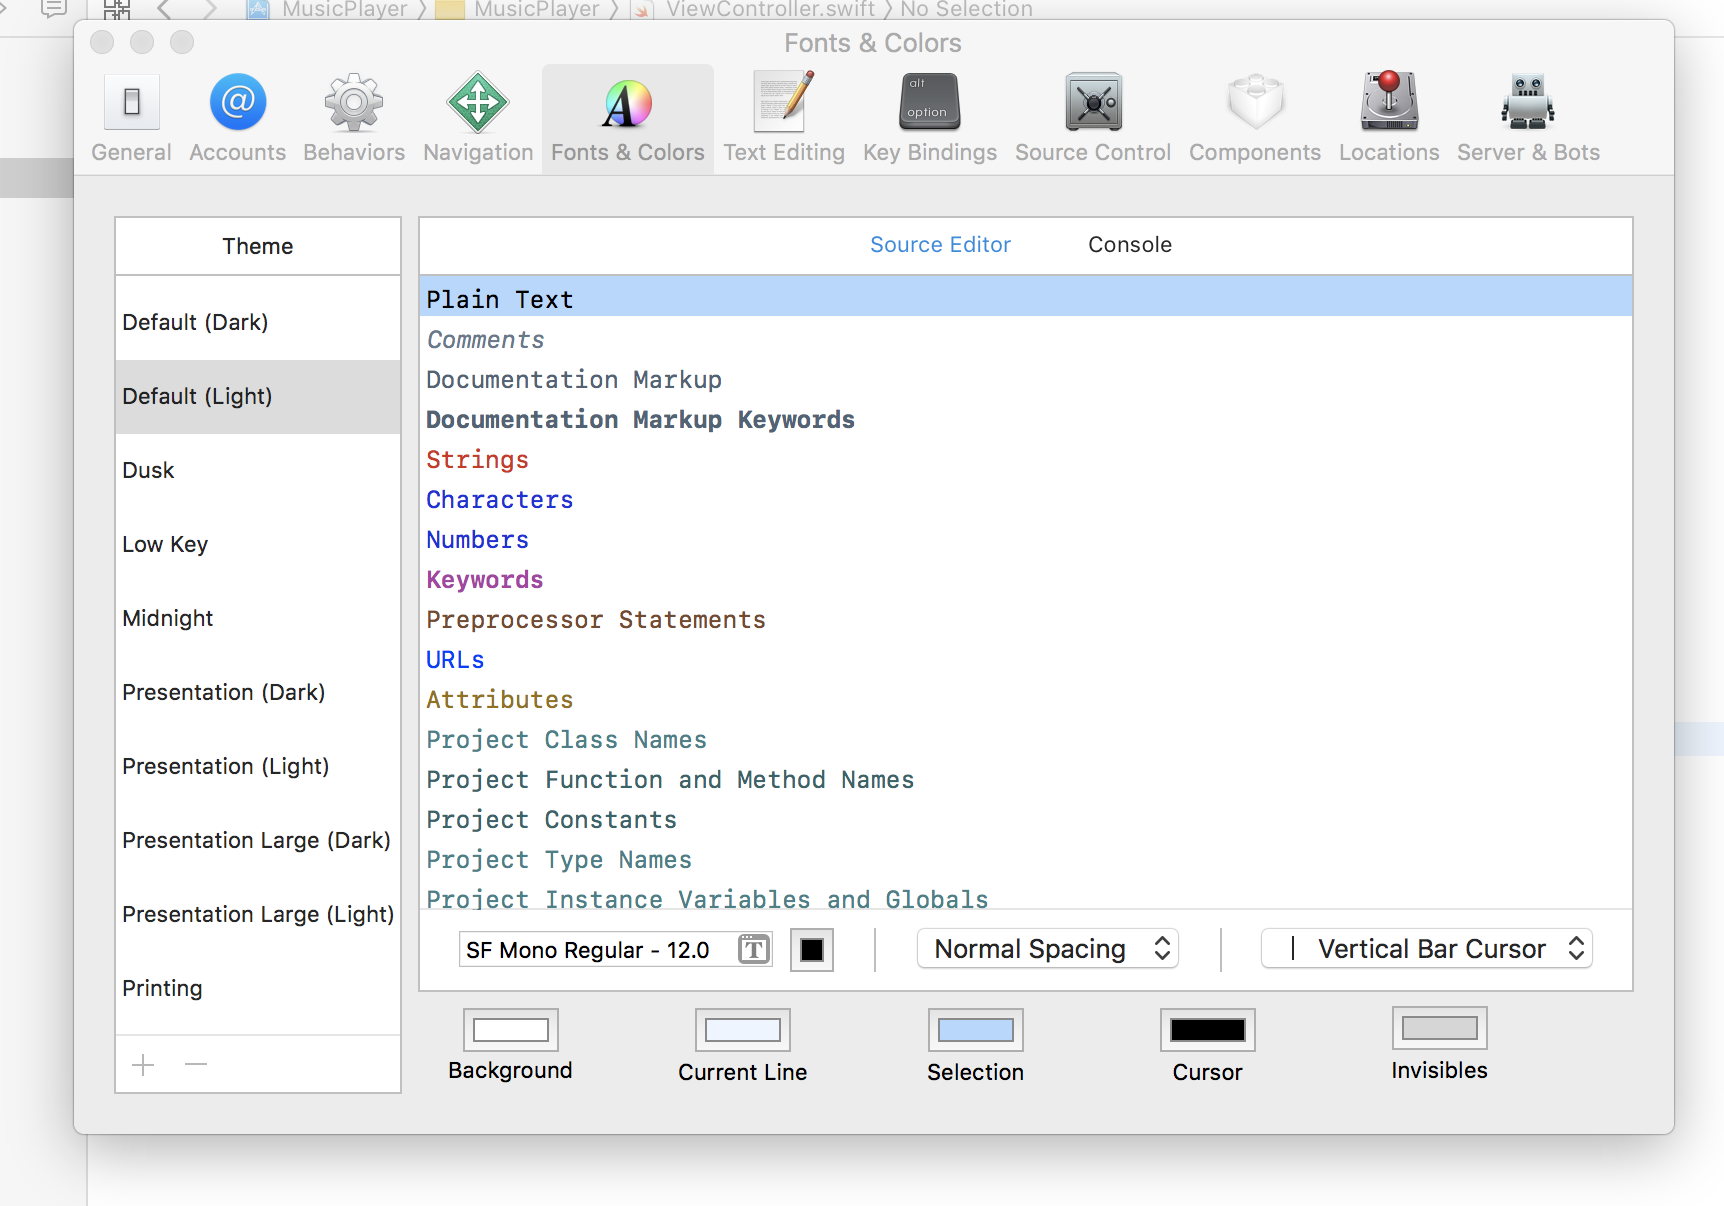 MusicPlayer MusicPlayer ViewController.swift No Selection
Fonts & Colors
@ A alt option
General Accounts Behaviors Navigation Fonts & Colors Text Editing Key Bindings Source Control Components Locations Server & Bots
Theme
Default (Dark)
Default (Light)
Dusk
Low Key
Midnight
Presentation (Dark)
Presentation (Light)
Presentation Large (Dark)
Presentation Large (Light)
Printing
Source Editor Console
Plain Text
Comments
Documentation Markup
Documentation Markup Keywords
Strings
Characters
Numbers
Keywords
Preprocessor Statements
URLs
Attributes
Project Class Names
Project Function and Method Names
Project Constants
Project Type Names
Project Instance Variables and Globals
SF Mono Regular - 12.0 T Normal Spacing Vertical Bar Cursor
Background Current Line Selection Cursor Invisibles